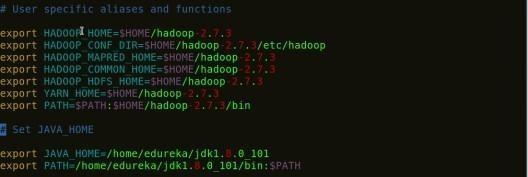 # User specific aliases and functions
export HADOOP_HOME=$HOME/hadoop-2.7.3
export HADOOP_CONF_DIR=$HOME/hadoop-2.7.3/etc/hadoop
export HADOOP_MAPRED_HOME=$HOME/hadoop-2.7.3
export HADOOP_COMMON_HOME=$HOME/hadoop-2.7.3
export HADOOP_HDFS_HOME=$HOME/hadoop-2.7.3
export YARN_HOME=$HOME/hadoop-2.7.3
export PATH=$PATH:$HOME/hadoop-2.7.3/bin
# Set JAVA_HOME
export JAVA_HOME=/home/edureka/jdk1.8.0_101
export PATH=/home/edureka/jdk1.8.0_101/bin:$PATH